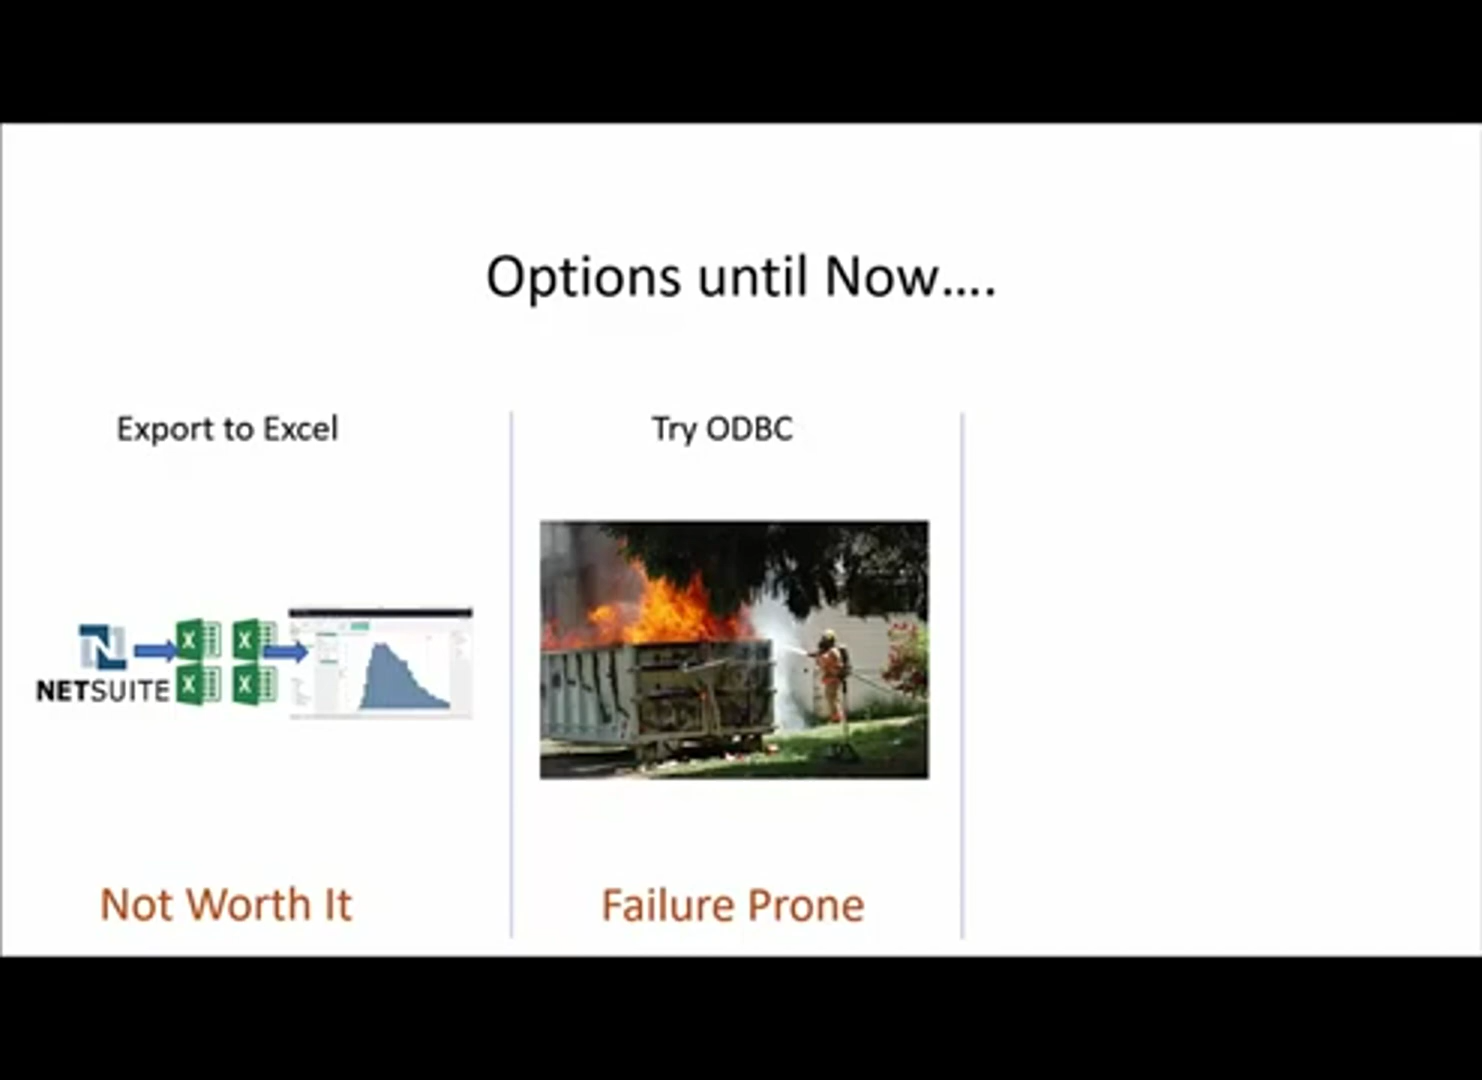 Options until Now....
Export to Excel
Try ODBC
NETSUITE
Not Worth It
Failure Prone